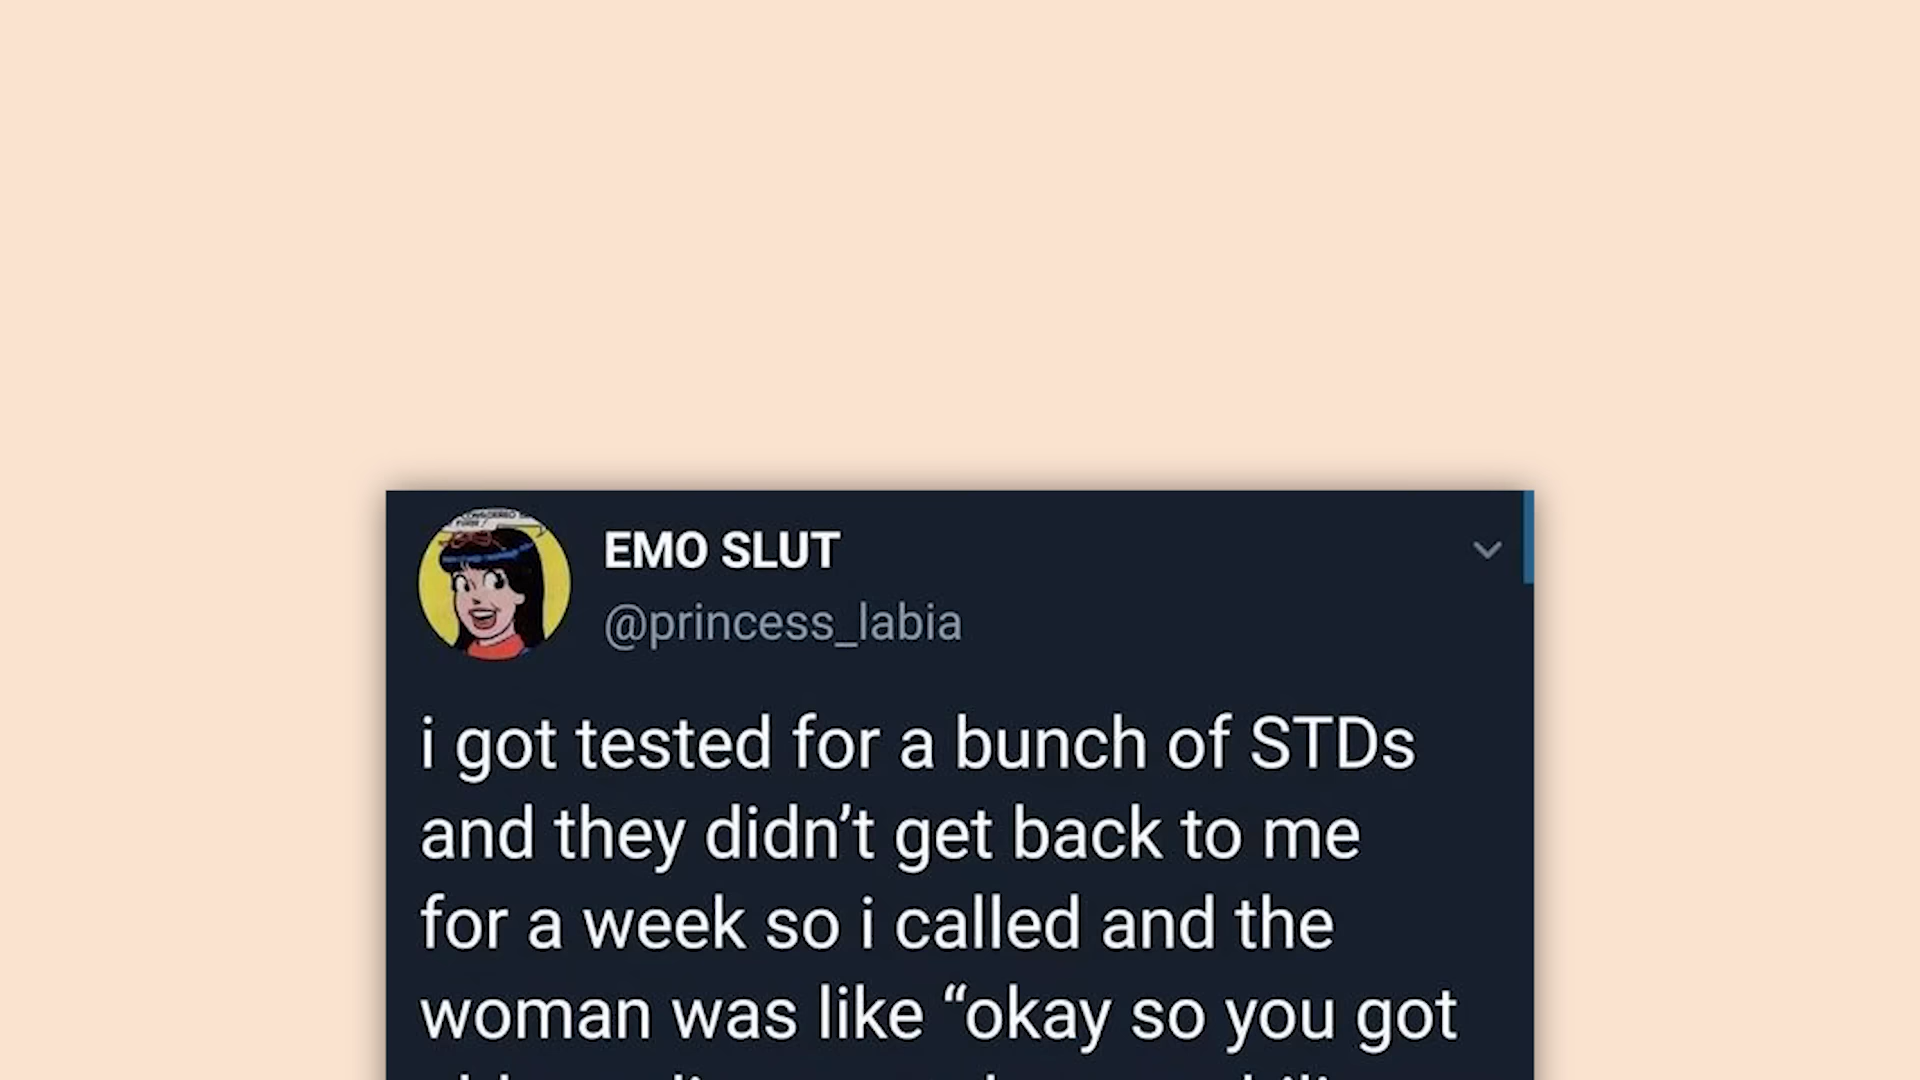 EMO SLUT
@princess_labia
i got tested for a bunch of STDs
and they didn’t get back to me
for a week so i called and the
woman was like “okay so you got